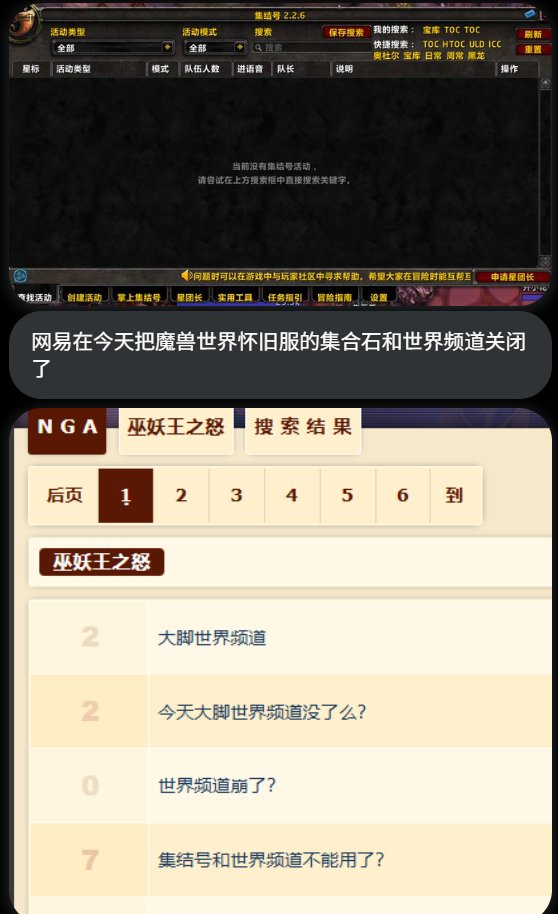 集结号 2.2.6
活动类型 活动模式 搜索 保存搜索 我的搜索： 宝库 TOC TOC 刷新
全部 全部 搜索 快捷搜索： TOC HTOC ULD ICC 重置
奥杜尔 宝库 日常 周常 黑龙
星标 活动类型 模式 队伍人数 进语音 队长 说明 操作
当前没有集结号活动，
请尝试在上方搜索框中直接搜索关键字。
问题时可以在游戏中与玩家社区中寻求帮助。希望大家在冒险时能互帮互 申请星团长
查找活动 创建活动 掌上集结号 星团长 实用工具 任务指引 冒险指南 设置
网易在今天把魔兽世界怀旧服的集合石和世界频道关闭
了
NGA 巫妖王之怒 搜索结果
后页 1 2 3 4 5 6 到
巫妖王之怒
2 大脚世界频道
2 今天大脚世界频道没了么?
0 世界频道崩了?
7 集结号和世界频道不能用了?